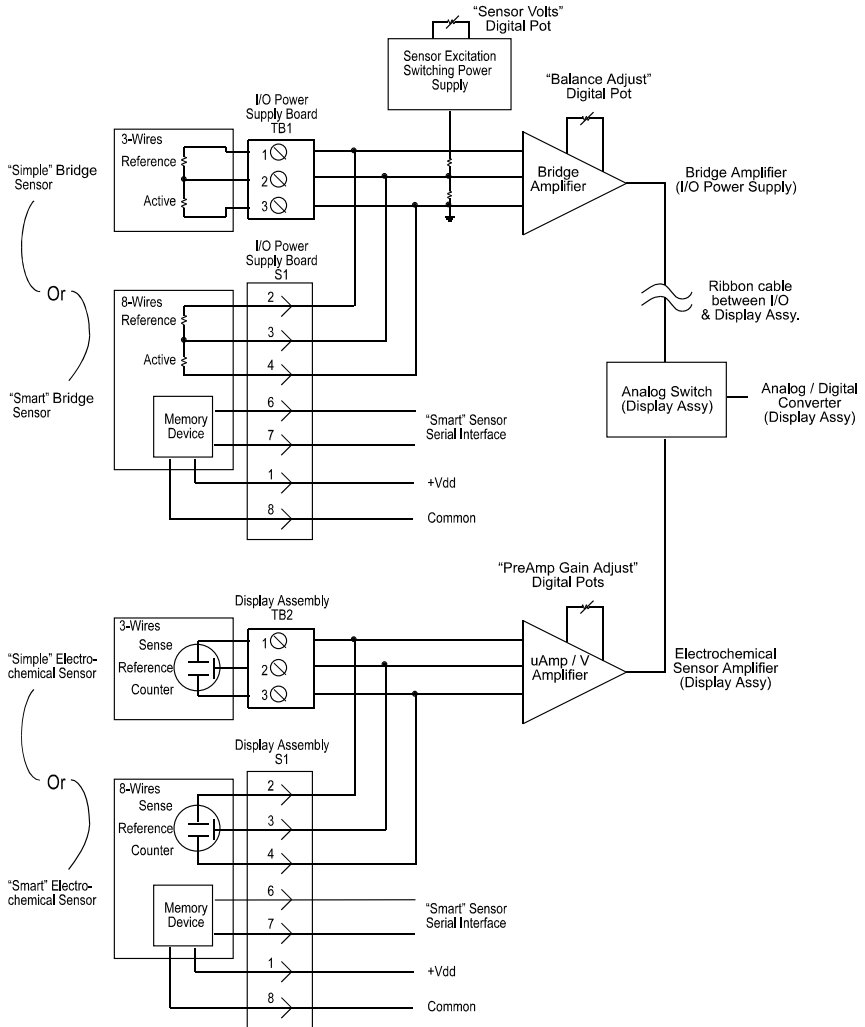 “Sensor Volts”
Digital Pot
Sensor Excitation
Switching Power
Supply
“Balance Adjust”
Digital Pot
I/O Power
Supply Board
TB1
3-Wires
Reference
Active
1
2
3
“Simple” Bridge
Sensor
Bridge
Amplifier
Bridge Amplifier
(I/O Power Supply)
Or
I/O Power
Supply Board
S1
8-Wires
Reference
Active
2
3
4
6
7
1
8
Memory
Device
“Smart” Bridge
Sensor
“Smart” Sensor
Serial Interface
+Vdd
Common
Ribbon cable
between I/O
& Display Assy.
Analog Switch
(Display Assy)
Analog / Digital
Converter
(Display Assy)
“PreAmp Gain Adjust”
Digital Pots
Display Assembly
TB2
3-Wires
Sense
Reference
Counter
1
2
3
“Simple” Electro-
chemical Sensor
uAmp / V
Amplifier
Electrochemical
Sensor Amplifier
(Display Assy)
Or
Display Assembly
S1
8-Wires
Sense
Reference
Counter
2
3
4
6
7
1
8
Memory
Device
“Smart” Electro-
chemical Sensor
“Smart” Sensor
Serial Interface
+Vdd
Common